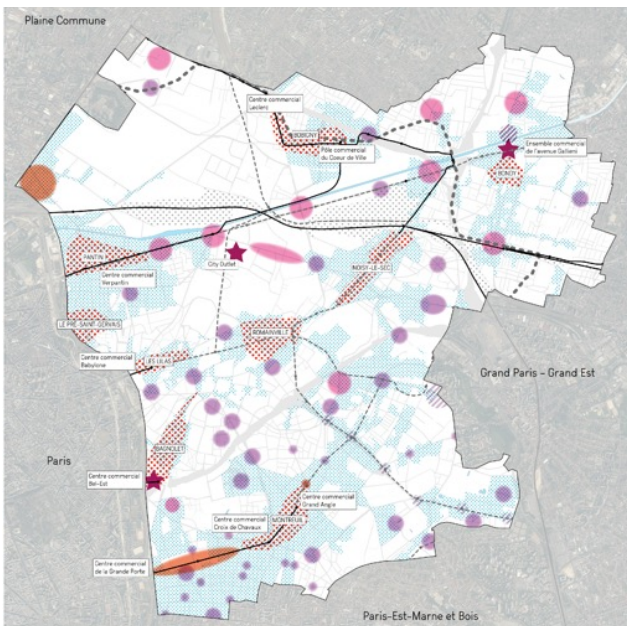 Plaine Commune
Centre commercial
Leclerc
BOBIGNY
Pôle commercial
du Coeur de Ville
Ensemble commercial
de l'avenue Gallieni
BONDY
PANTIN
Centre commercial
Verpantin
City Outlet
NOISY-LE-SEC
LE PRÉ-SAINT-GERVAIS
ROMAINVILLE
Centre commercial
Babylone
LES LILAS
Grand Paris - Grand Est
Paris
BAGNOLET
Centre commercial
Bel-Est
Centre commercial
Grand Angle
Centre commercial
Croix de Chavaux
MONTREUIL
Centre commercial
de la Grande Porte
Paris-Est-Marne et Bois